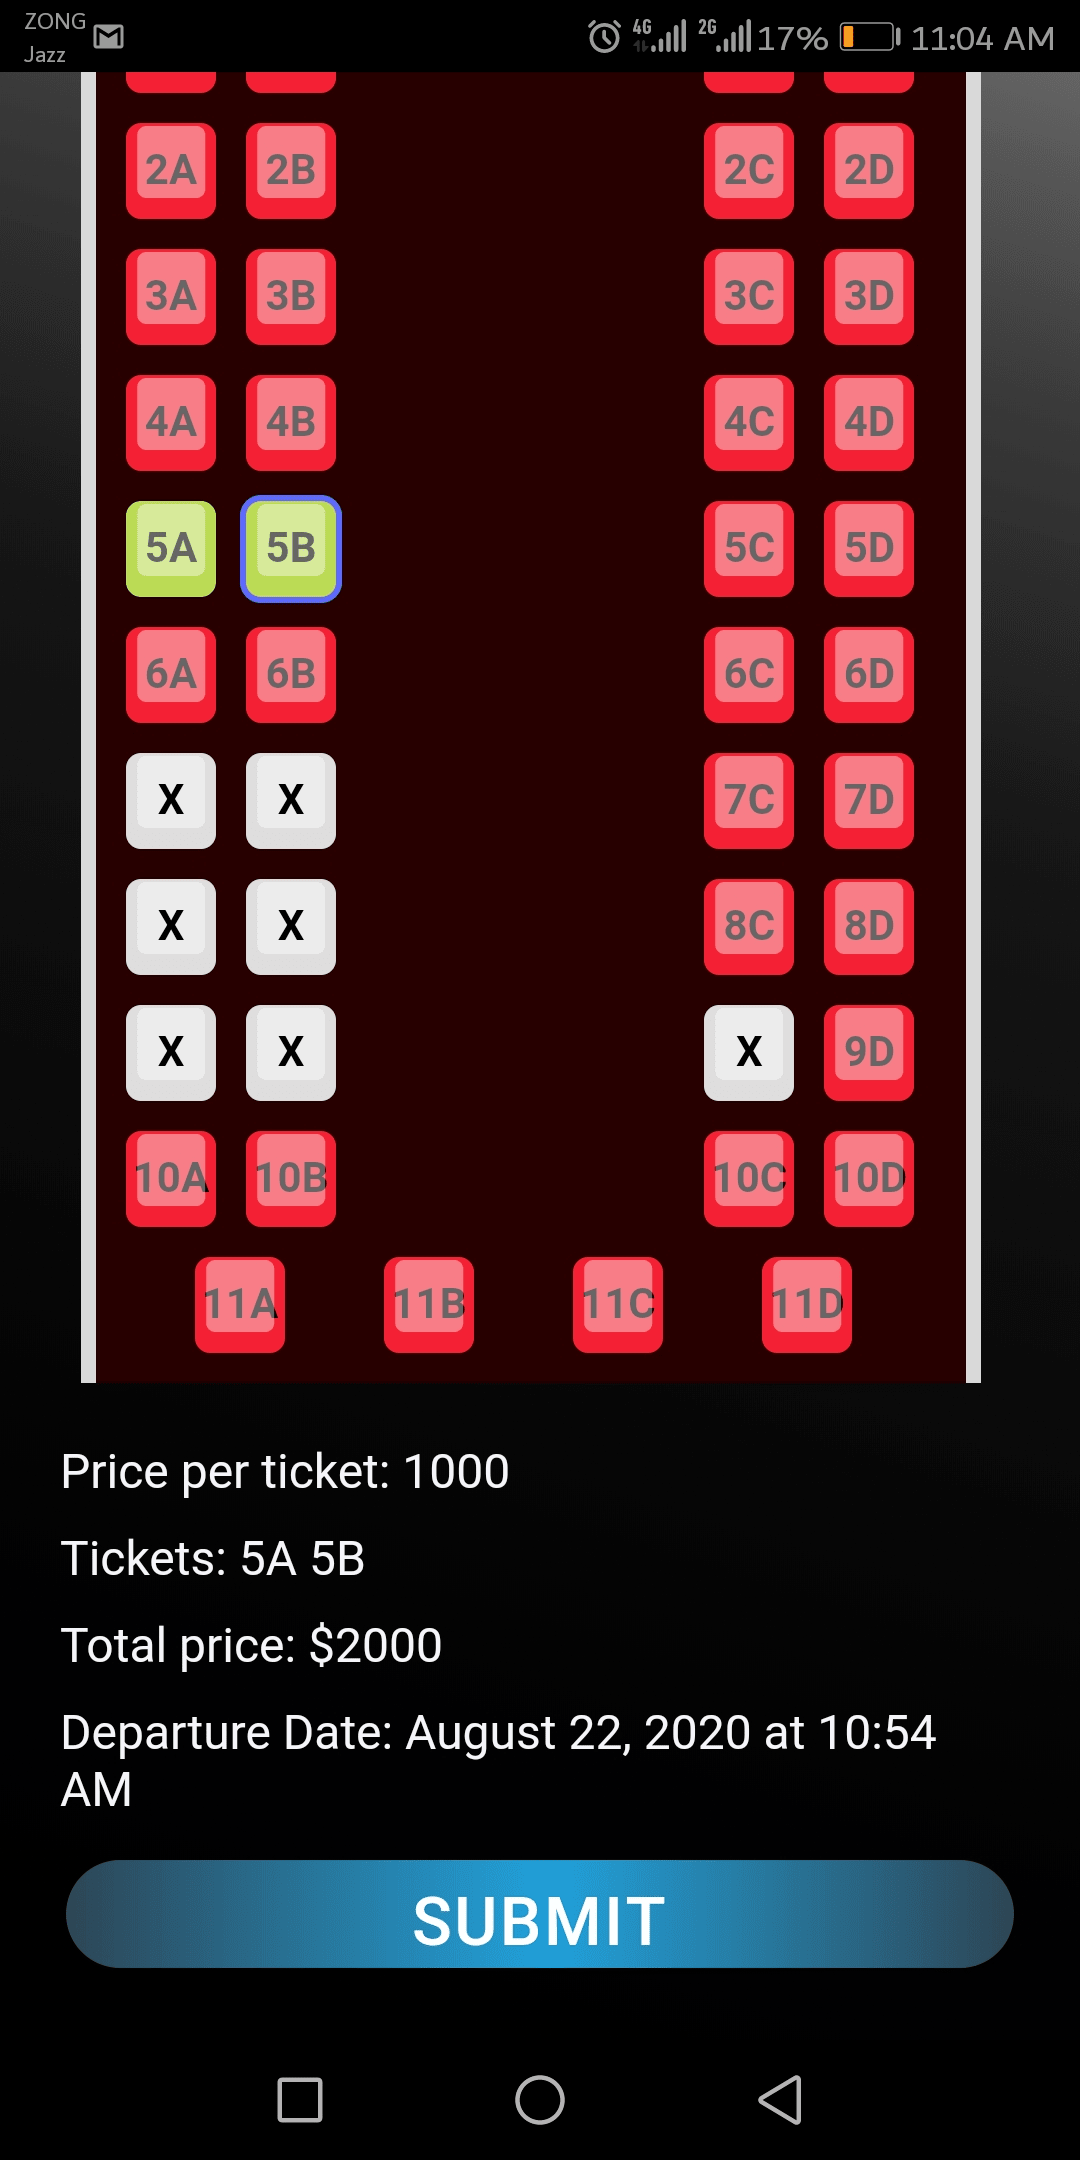 ZONG
Jazz
4G 2G 17% 11:04 AM
2A 2B 2C 2D
3A 3B 3C 3D
4A 4B 4C 4D
5A 5B 5C 5D
6A 6B 6C 6D
X X 7C 7D
X X 8C 8D
X X X 9D
10A 10B 10C 10D
11A 11B 11C 11D
Price per ticket: 1000
Tickets: 5A 5B
Total price: $2000
Departure Date: August 22, 2020 at 10:54
AM
SUBMIT